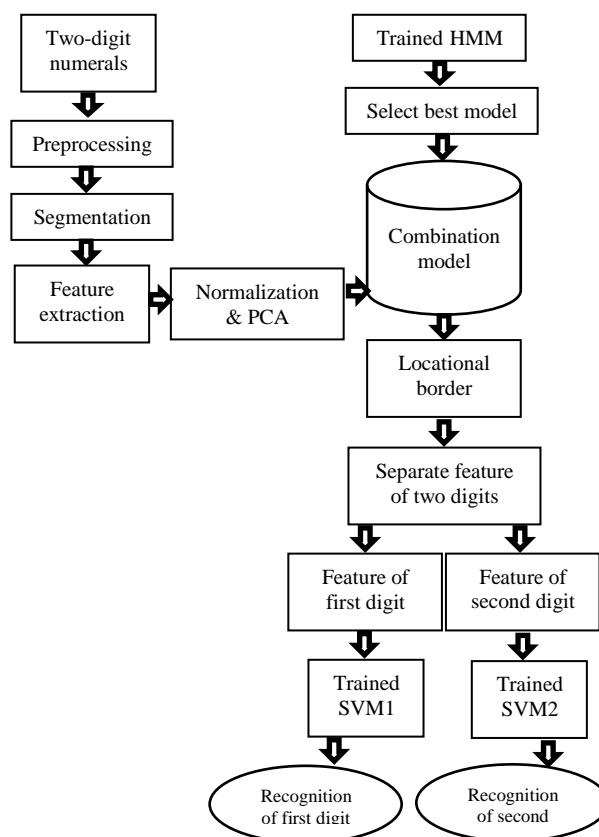 Two-digit
numerals
Preprocessing
Segmentation
Feature
extraction
Normalization
& PCA
Trained HMM
Select best model
Combination
model
Locational
border
Separate feature
of two digits
Feature of
first digit
Feature of
second digit
Trained
SVM1
Trained
SVM2
Recognition
of first digit
Recognition
of second